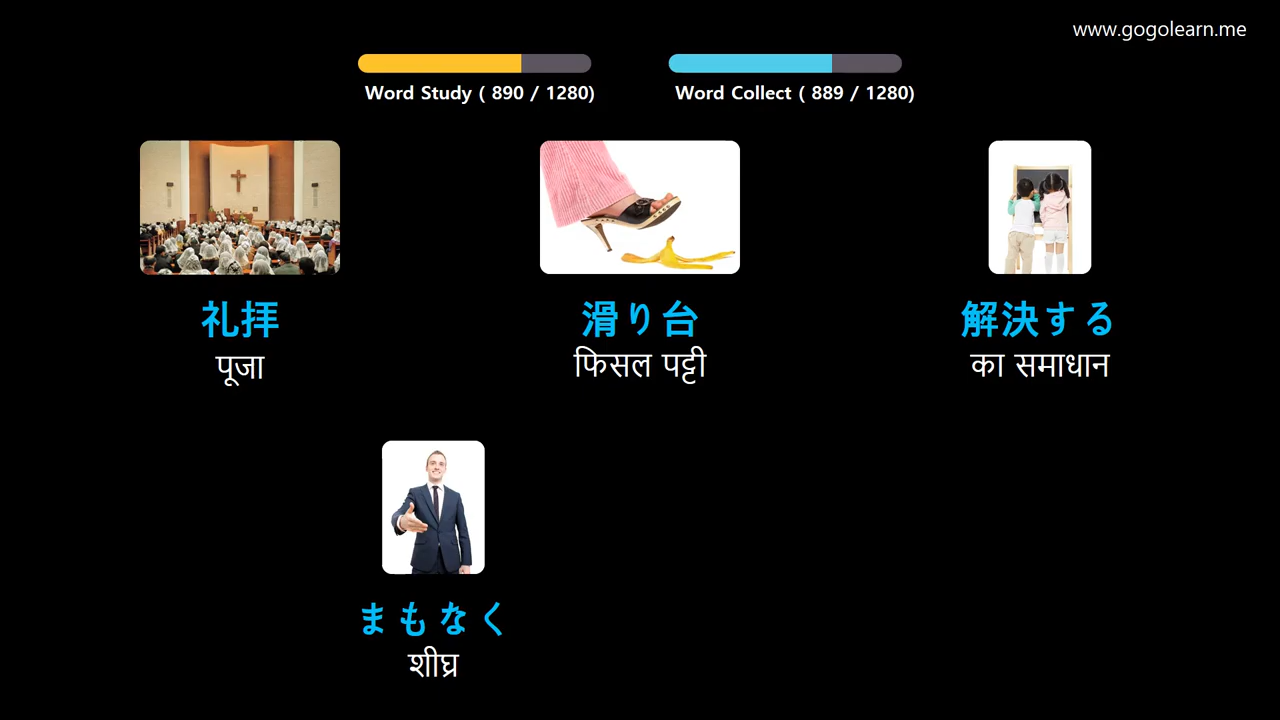 www.gogolearn.me
Word Study ( 890 / 1280)
Word Collect ( 889 / 1280)
礼拝
पूजा
滑り台
फिसल पट्टी
解決する
का समाधान
まもなく
शीघ्र